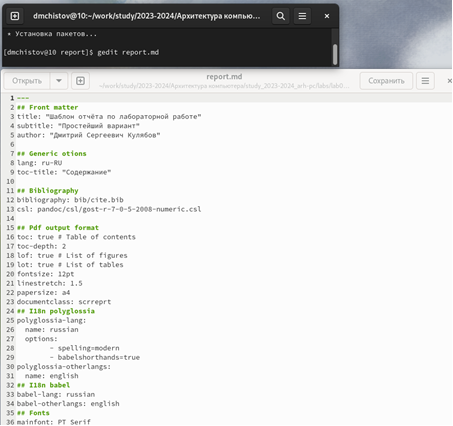 dmchistov@10:~/work/study/2023-2024/Архитектура компью...
• Установка пакетов...
[dmchistov@10 report]$ gedit report.md
Открыть
report.md
~/work/study/2023-2024/Архитектура компьютера/study_2023-2024_arh-pc/labs/lab0...
Сохранить
1 ---
2 ## Front matter
3 title: "Шаблон отчёта по лабораторной работе"
4 subtitle: "Простейший вариант"
5 author: "Дмитрий Сергеевич Кулябов"
6
7 ## Generic otions
8 lang: ru-RU
9 toc-title: "Содержание"
10
11 ## Bibliography
12 bibliography: bib/cite.bib
13 csl: pandoc/csl/gost-r-7-0-5-2008-numeric.csl
14
15 ## Pdf output format
16 toc: true # Table of contents
17 toc-depth: 2
18 lof: true # List of figures
19 lot: true # List of tables
20 fontsize: 12pt
21 linestretch: 1.5
22 papersize: a4
23 documentclass: scrreprt
24 ## I18n polyglossia
25 polyglossia-lang:
26 name: russian
27 options:
28 - spelling=modern
29 - babelshorthands=true
30 polyglossia-otherlangs:
31 name: english
32 ## I18n babel
33 babel-lang: russian
34 babel-otherlangs: english
35 ## Fonts
36 mainfont: PT Serif